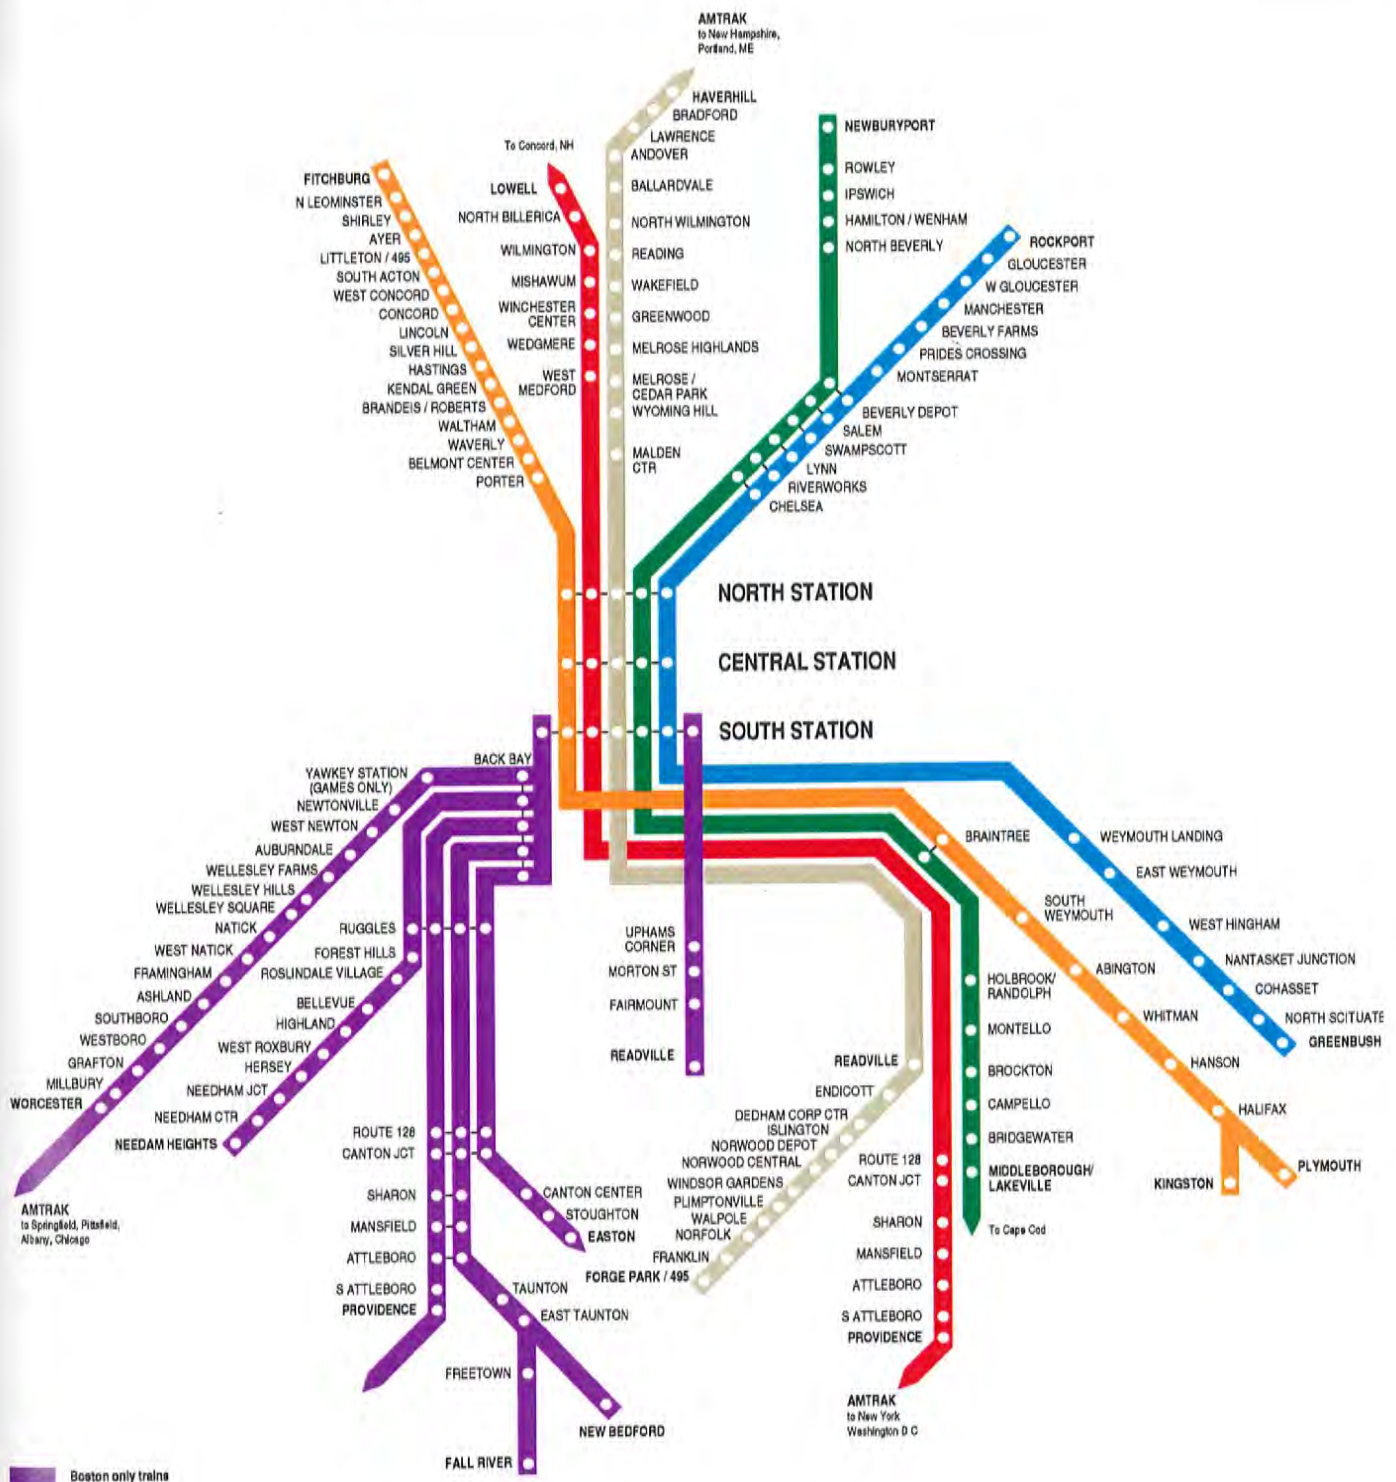 AMTRAK
to New Hampshire,
Portland, ME
HAVERHILL
BRADFORD
LAWRENCE
ANDOVER
BALLARDVALE
NORTH WILMINGTON
READING
WAKEFIELD
GREENWOOD
MELROSE HIGHLANDS
MELROSE /
CEDAR PARK
WYOMING HILL
MALDEN
CTR
To Concord, NH
LOWELL
NORTH BILLERICA
WILMINGTON
MISHAWUM
WINCHESTER
CENTER
WEDGMERE
WEST
MEDFORD
FITCHBURG
N LEOMINSTER
SHIRLEY
AYER
LITTLETON / 495
SOUTH ACTON
WEST CONCORD
CONCORD
LINCOLN
SILVER HILL
HASTINGS
KENDAL GREEN
BRANDEIS / ROBERTS
WALTHAM
WAVERLY
BELMONT CENTER
PORTER
NEWBURYPORT
ROWLEY
IPSWICH
HAMILTON / WENHAM
NORTH BEVERLY
ROCKPORT
GLOUCESTER
W GLOUCESTER
MANCHESTER
BEVERLY FARMS
PRIDES CROSSING
MONTSERRAT
BEVERLY DEPOT
SALEM
SWAMPSCOTT
LYNN
RIVERWORKS
CHELSEA
NORTH STATION
CENTRAL STATION
SOUTH STATION
BACK BAY
YAWKEY STATION
(GAMES ONLY)
NEWTONVILLE
WEST NEWTON
AUBURNDALE
WELLESLEY FARMS
WELLESLEY HILLS
WELLESLEY SQUARE
NATICK
WEST NATICK
FRAMINGHAM
ASHLAND
SOUTHBORO
WESTBORO
GRAFTON
MILLBURY
WORCESTER
AMTRAK
to Springfield, Pittsfield,
Albany, Chicago
RUGGLES
FOREST HILLS
ROSLINDALE VILLAGE
BELLEVUE
HIGHLAND
WEST ROXBURY
HERSEY
NEEDHAM JCT
NEEDHAM CTR
NEEDAM HEIGHTS
ROUTE 128
CANTON JCT
SHARON
MANSFIELD
ATTLEBORO
S ATTLEBORO
PROVIDENCE
CANTON CENTER
STOUGHTON
EASTON
TAUNTON
EAST TAUNTON
FREETOWN
FALL RIVER
NEW BEDFORD
UPHAMS
CORNER
MORTON ST
FAIRMOUNT
READVILLE
READVILLE
ENDICOTT
DEDHAM CORP CTR
ISLINGTON
NORWOOD DEPOT
NORWOOD CENTRAL
WINDSOR GARDENS
PLIMPTONVILLE
WALPOLE
NORFOLK
FRANKLIN
FORGE PARK / 495
ROUTE 128
CANTON JCT
SHARON
MANSFIELD
ATTLEBORO
S ATTLEBORO
PROVIDENCE
AMTRAK
to New York
Washington D C
BRAINTREE
HOLBROOK/
RANDOLPH
MONTELLO
BROCKTON
CAMPELLO
BRIDGEWATER
MIDDLEBOROUGH/
LAKEVILLE
To Cape Cod
SOUTH
WEYMOUTH
ABINGTON
WHITMAN
HANSON
HALIFAX
KINGSTON
PLYMOUTH
WEYMOUTH LANDING
EAST WEYMOUTH
WEST HINGHAM
NANTASKET JUNCTION
COHASSET
NORTH SCITUATE
GREENBUSH
Boston only trains